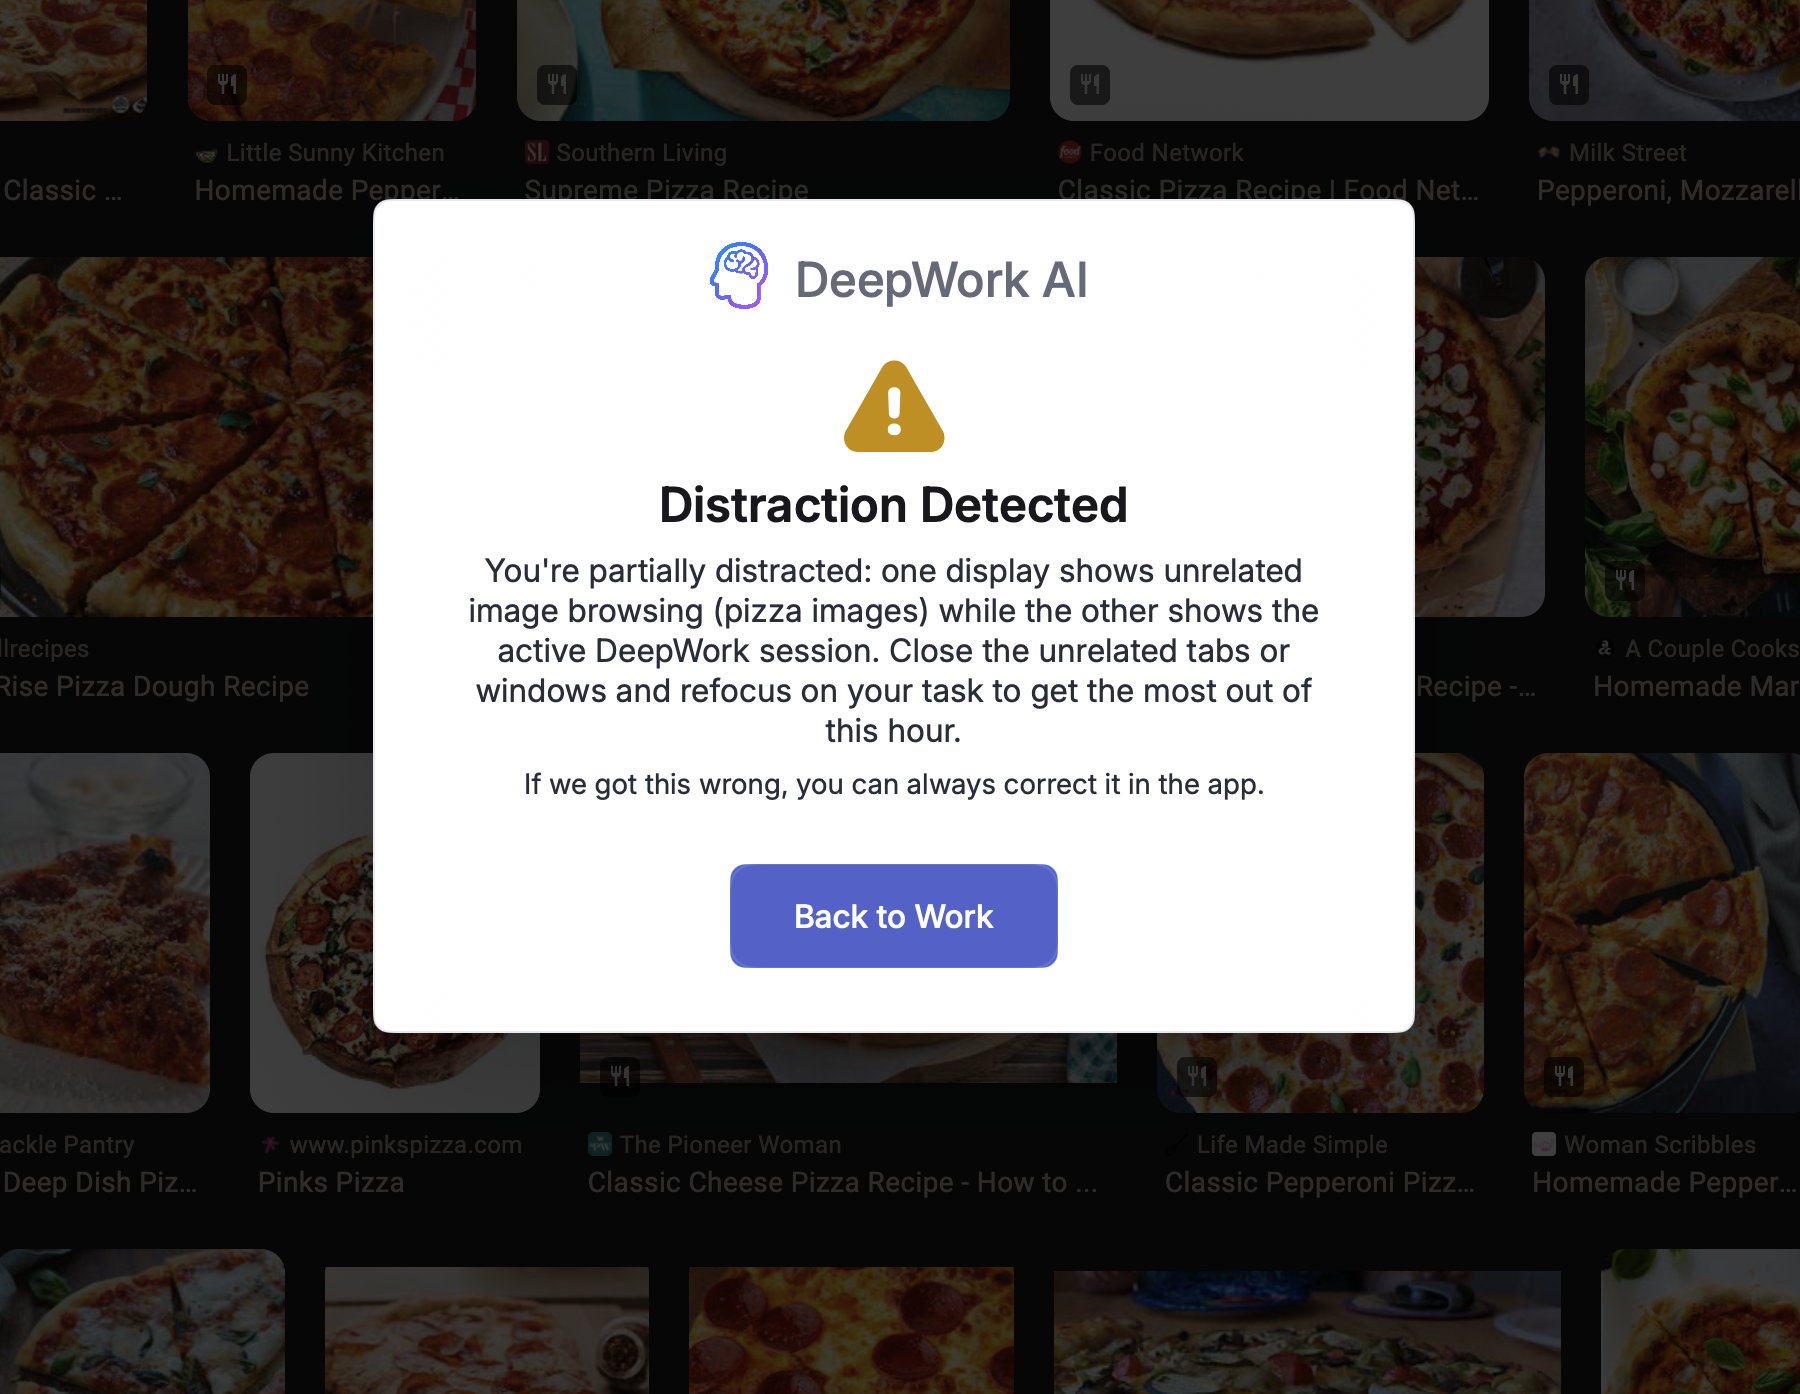 Little Sunny Kitchen
SL Southern Living
food Food Network
Milk Street
Classic ...
Homemade Pepper...
Supreme Pizza Recipe
Classic Pizza Recipe | Food Net...
Pepperoni, Mozzarell
DeepWork AI
Distraction Detected
You're partially distracted: one display shows unrelated
image browsing (pizza images) while the other shows the
active DeepWork session. Close the unrelated tabs or
windows and refocus on your task to get the most out of
this hour.
If we got this wrong, you can always correct it in the app.
Back to Work
llrecipes
Rise Pizza Dough Recipe
Recipe -...
& A Couple Cooks
Homemade Mar
ackle Pantry
Deep Dish Piz...
www.pinkspizza.com
Pinks Pizza
The Pioneer Woman
Classic Cheese Pizza Recipe - How to ...
Life Made Simple
Classic Pepperoni Pizz...
Woman Scribbles
Homemade Pepper...